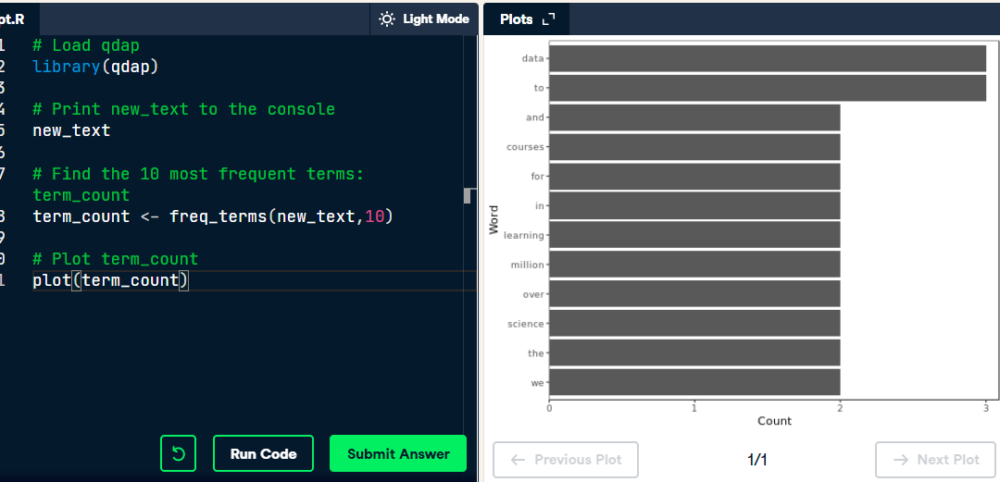 pt.R
Light Mode
1 # Load qdap
2 library(qdap)
3
4 # Print new_text to the console
5 new_text
6
7 # Find the 10 most frequent terms:
term_count
8 term_count <- freq_terms(new_text,10)
9
0 # Plot term_count
1 plot(term_count)
Run Code
Submit Answer
Plots
data
to
and
courses
for
in
learning
million
over
science
the
we
Word
0 1 2 3
Count
← Previous Plot
1/1
→ Next Plot